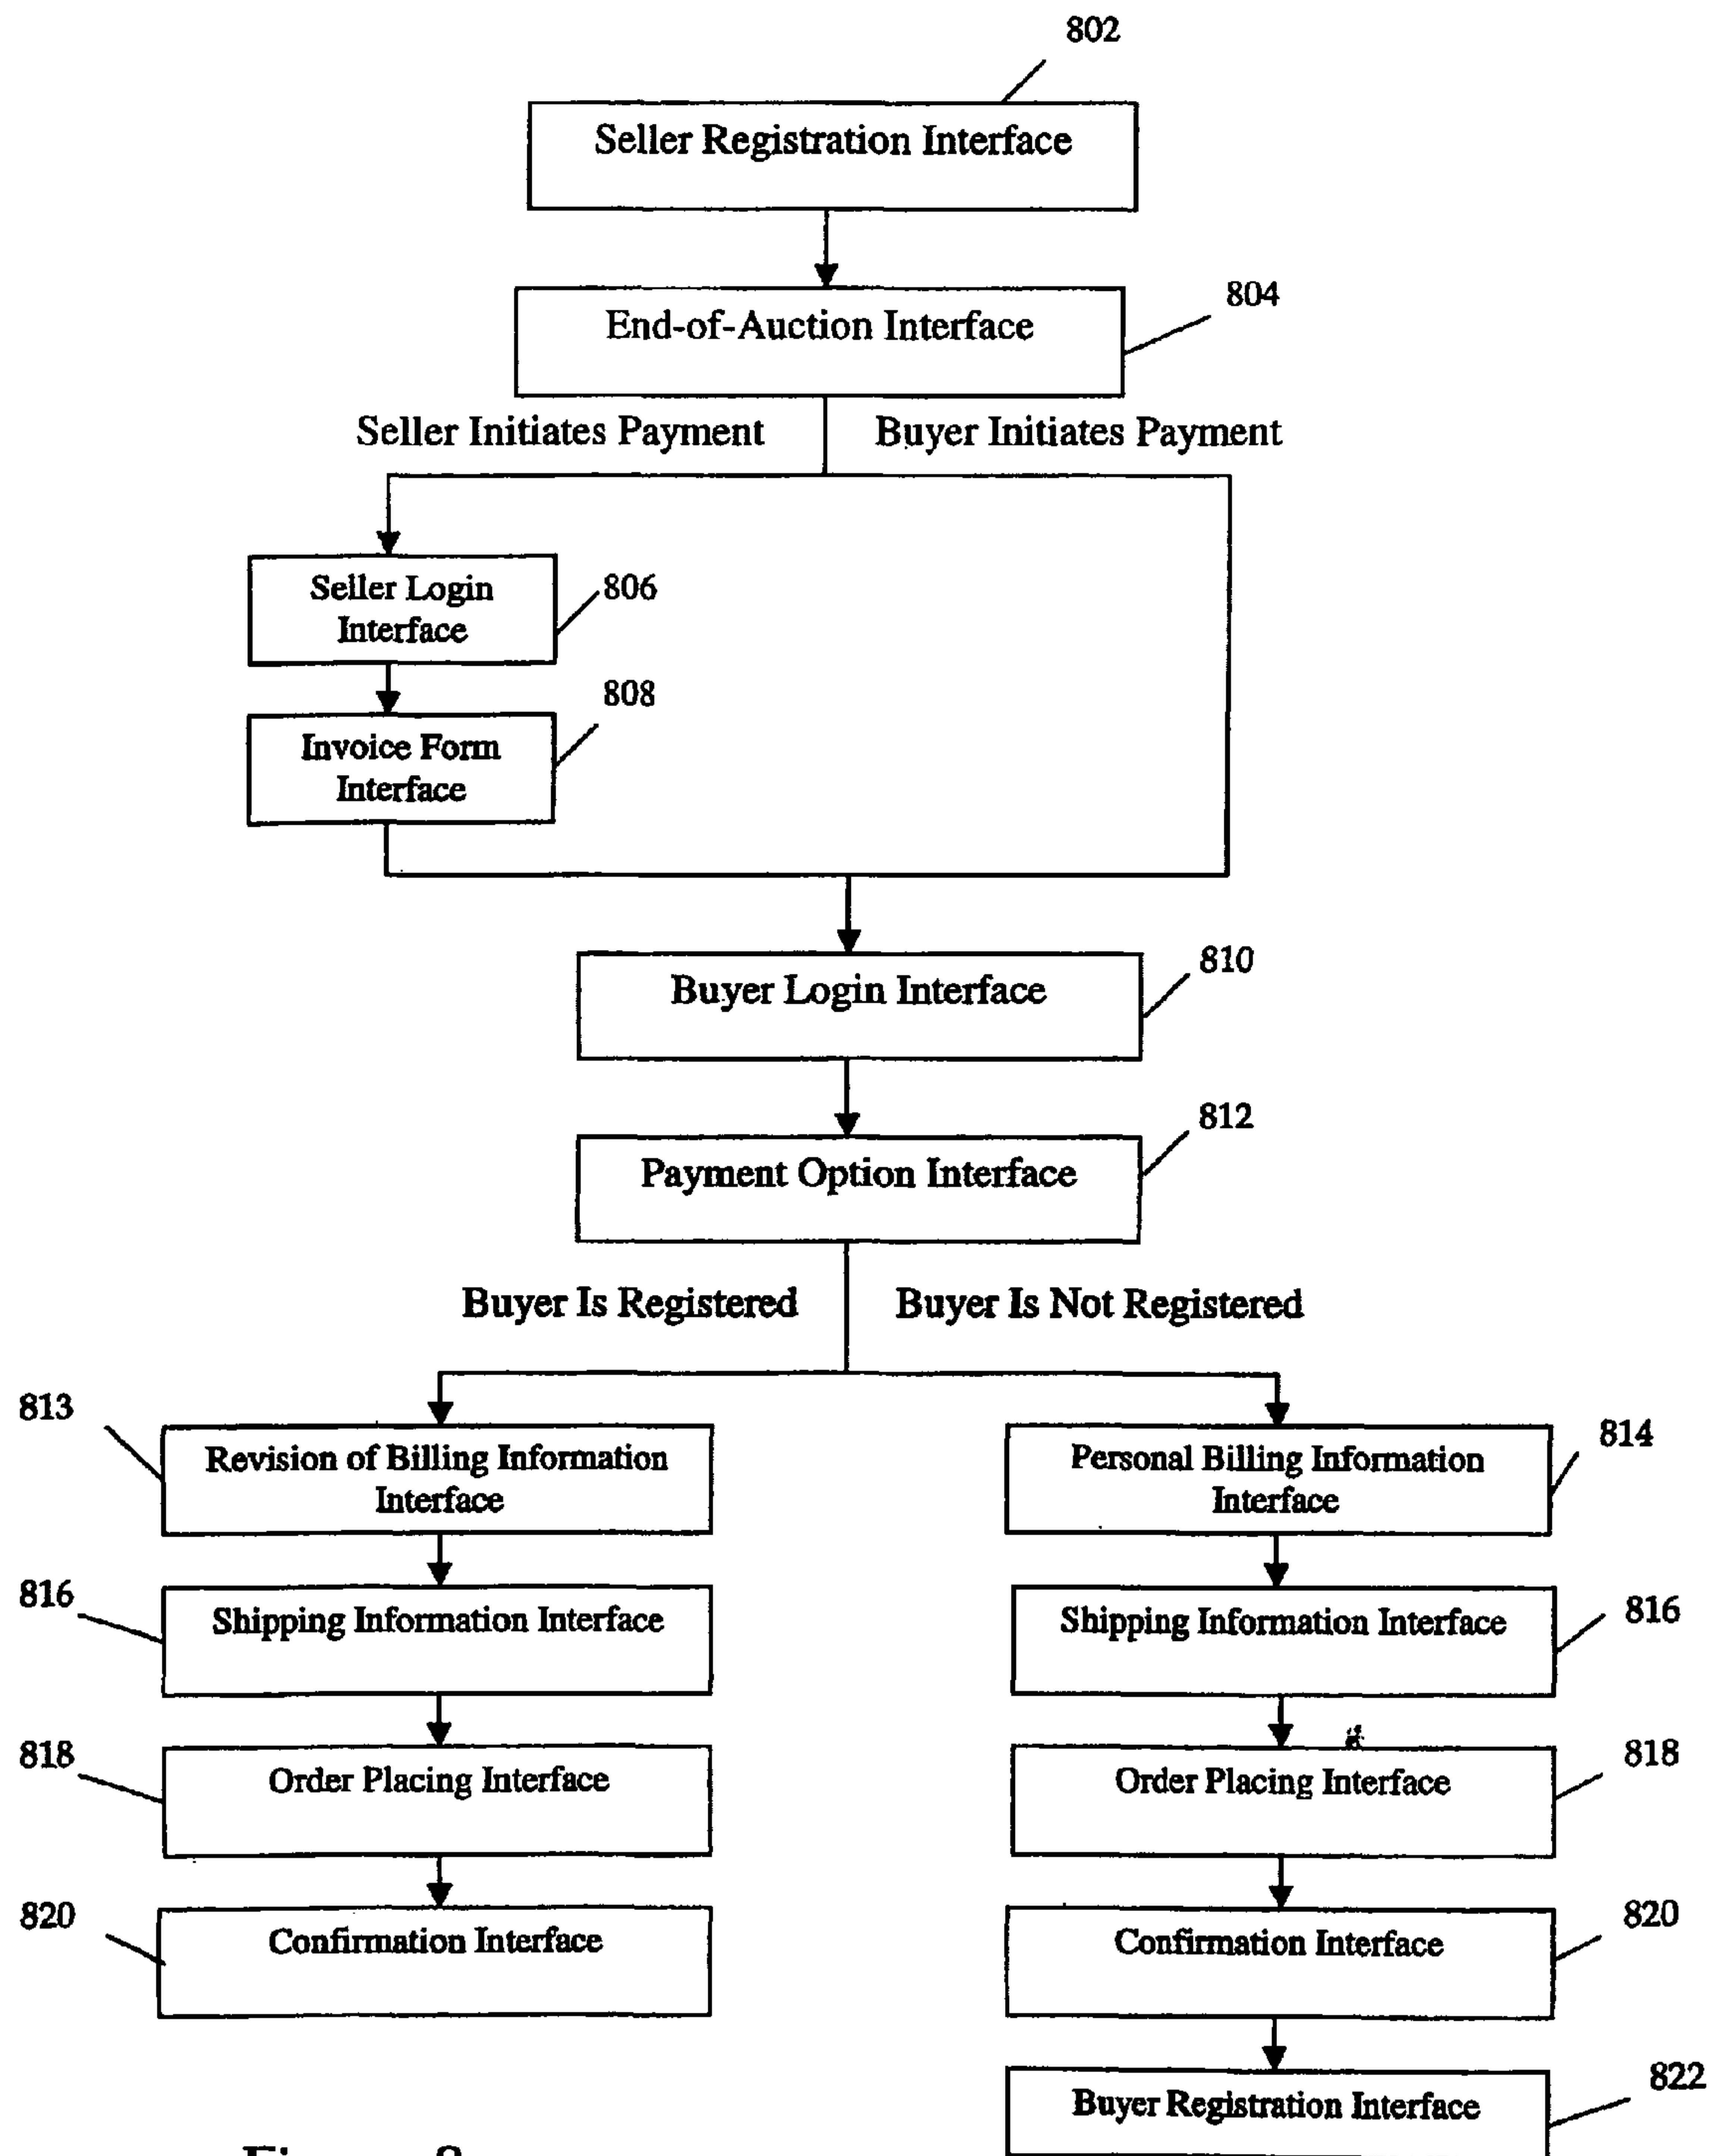 802
Seller Registration Interface
804
End-of-Auction Interface
Seller Initiates Payment
Buyer Initiates Payment
Seller Login
Interface
806
808
Invoice Form
Interface
810
Buyer Login Interface
812
Payment Option Interface
Buyer Is Registered
Buyer Is Not Registered
813
Revision of Billing Information
Interface
814
Personal Billing Information
Interface
816
Shipping Information Interface
Shipping Information Interface
816
818
Order Placing Interface
Order Placing Interface
818
820
Confirmation Interface
Confirmation Interface
820
822
Buyer Registration Interface
Figure 8